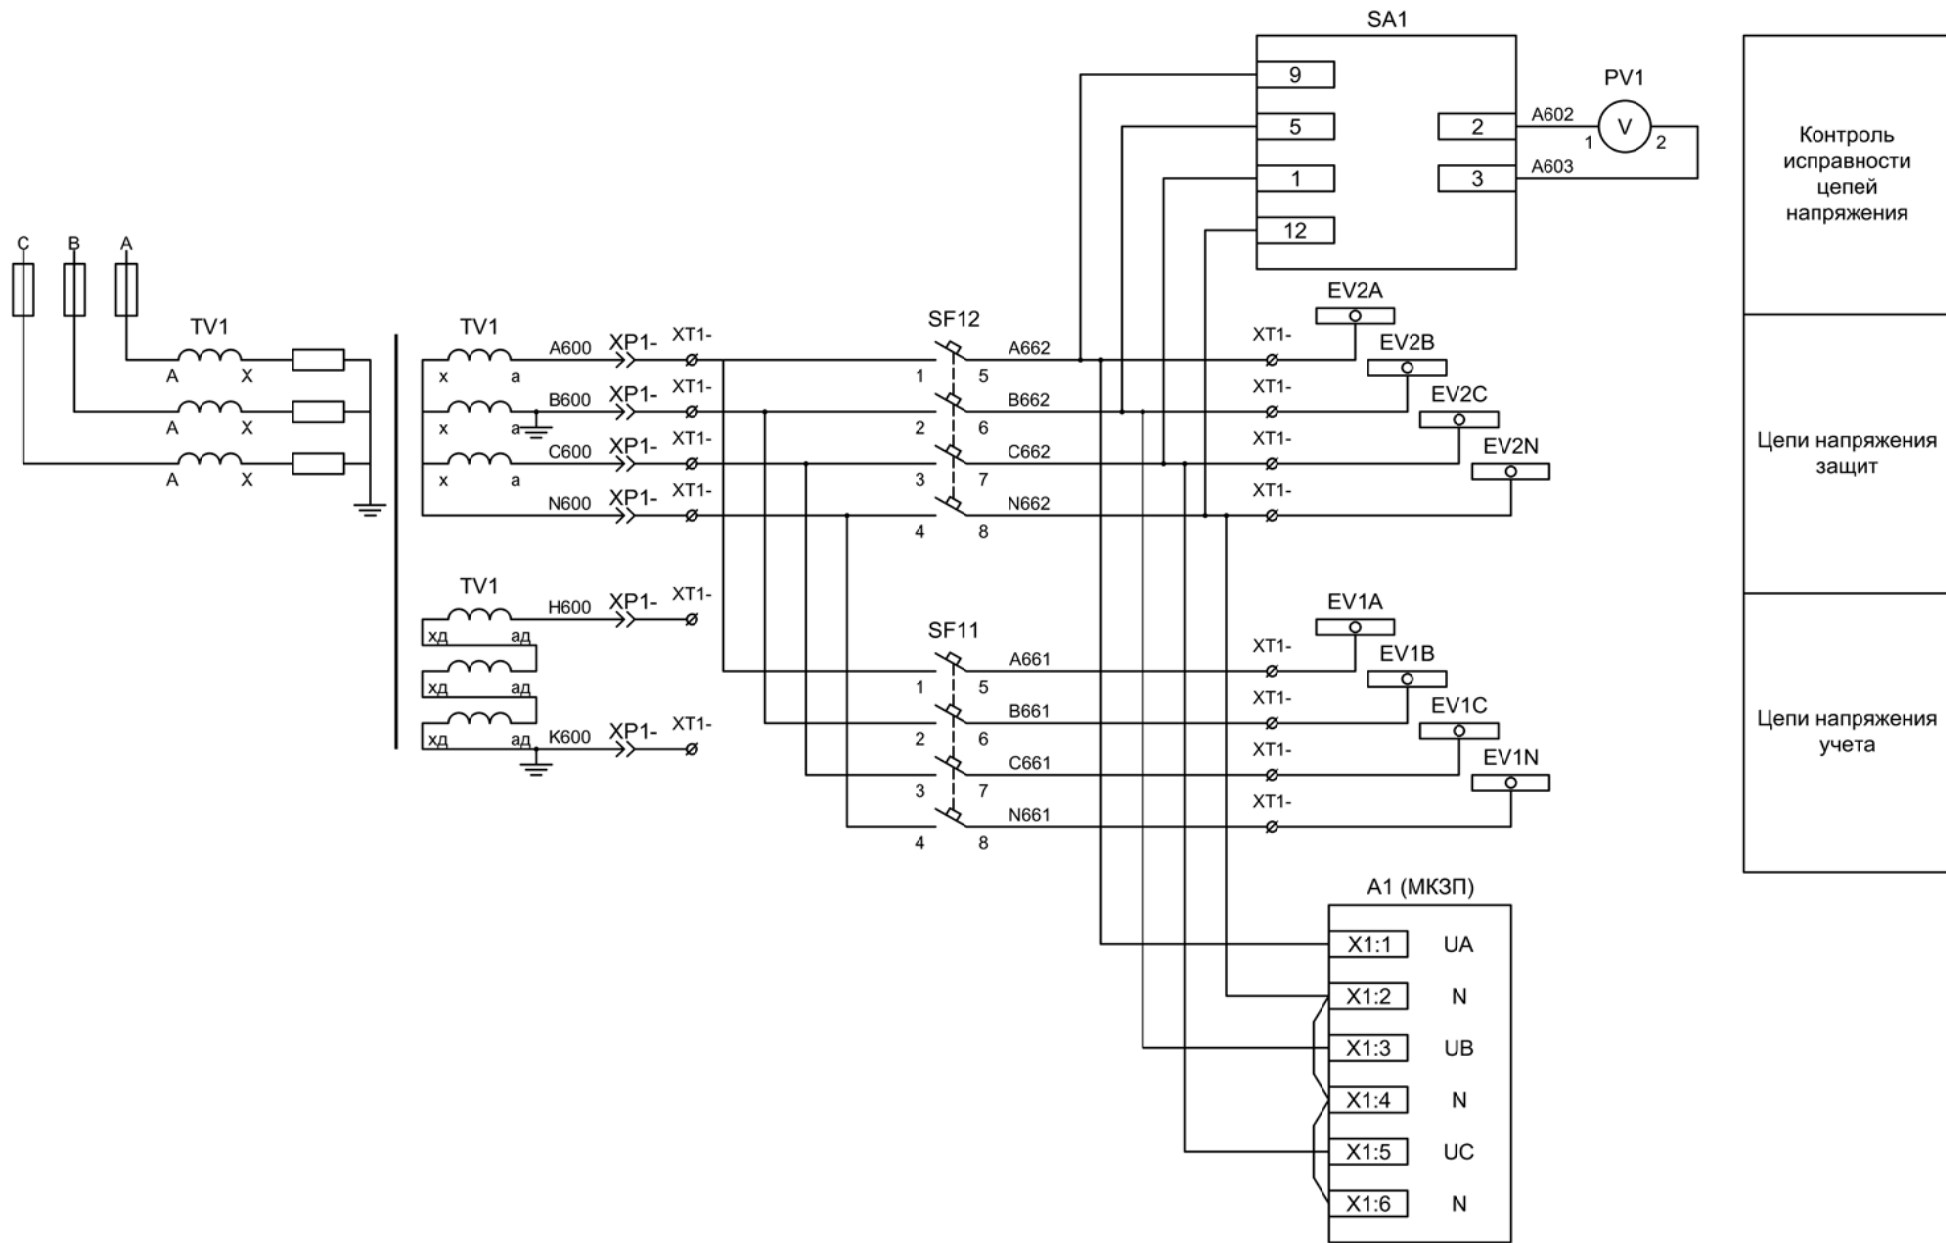 SA1
9
5
1
12
2
3
A602
A603
PV1
V
1
2
Контроль
исправности
цепей
напряжения
C
B
A
TV1
A
X
A
X
A
X
TV1
x
a
x
a
x
a
A600
B600
C600
N600
XP1-
XP1-
XP1-
XP1-
XT1-
XT1-
XT1-
XT1-
SF12
1
5
2
6
3
7
4
8
A662
B662
C662
N662
XT1-
XT1-
XT1-
XT1-
EV2A
EV2B
EV2C
EV2N
Цепи напряжения
защит
TV1
хд
ад
хд
ад
хд
ад
H600
XP1-
XT1-
K600
XP1-
XT1-
SF11
1
5
2
6
3
7
4
8
A661
B661
C661
N661
XT1-
XT1-
XT1-
XT1-
EV1A
EV1B
EV1C
EV1N
Цепи напряжения
учета
A1 (МКЗП)
X1:1 UA
X1:2 N
X1:3 UB
X1:4 N
X1:5 UC
X1:6 N